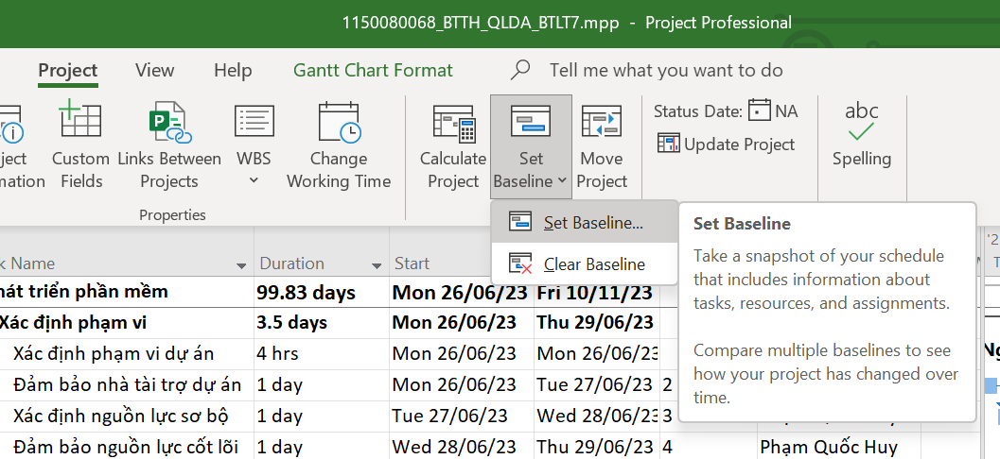 1150080068_BTTH_QLDA_BTLT7.mpp - Project Professional
Project View Help Gantt Chart Format Tell me what you want to do
Custom Fields
Links Between Projects
WBS
Change Working Time
Properties
Calculate Project
Set Baseline
Move Project
Status Date: NA
Update Project
abc
Spelling
Set Baseline...
Clear Baseline
Set Baseline
Take a snapshot of your schedule
that includes information about
tasks, resources, and assignments.
Compare multiple baselines to see
how your project has changed over
time.
Name Duration Start
phần mềm 99.83 days Mon 26/06/23 Fri 10/11/23
Xác định phạm vi 3.5 days Mon 26/06/23 Thu 29/06/23
Xác định phạm vi dự án 4 hrs Mon 26/06/23 Mon 26/06/2
Đảm bảo nhà tài trợ dự án 1 day Mon 26/06/23 Tue 27/06/23 2
Xác định nguồn lực sơ bộ 1 day Tue 27/06/23 Wed 28/06/2 3
Đảm bảo nguồn lực cốt lõi 1 day Wed 28/06/23 Thu 29/06/23 4 Phạm Quốc Huy